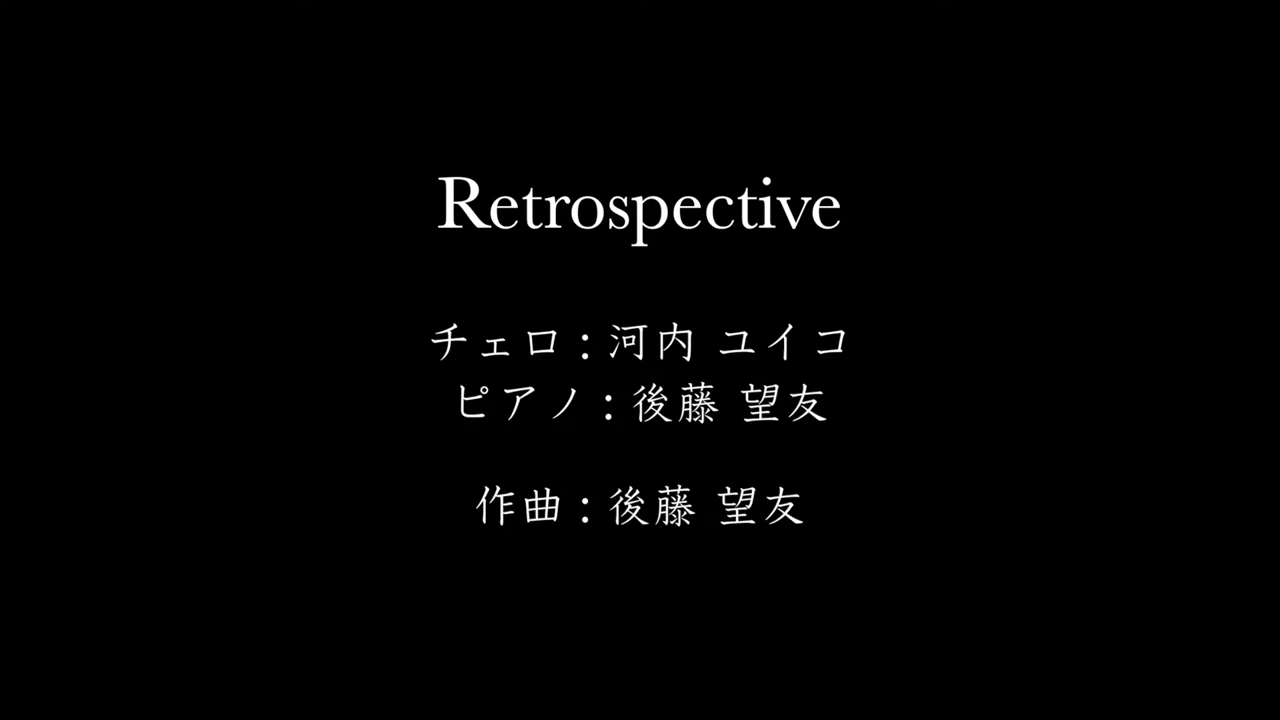 Retrospective
チェロ : 河内 ユイコ
ピアノ : 後藤 望友
作曲 : 後藤 望友